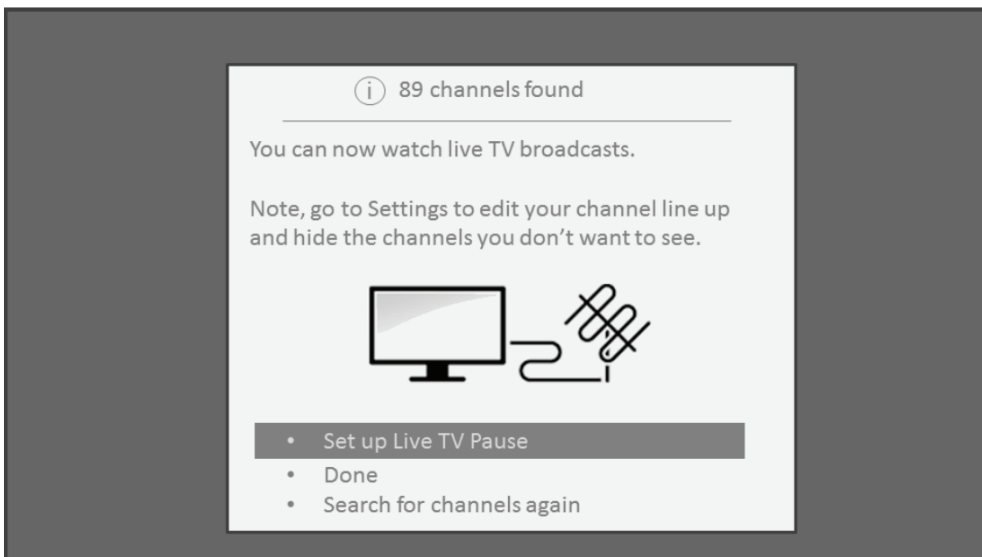 89 channels found
You can now watch live TV broadcasts.
Note, go to Settings to edit your channel line up
and hide the channels you don’t want to see.
• Set up Live TV Pause
• Done
• Search for channels again